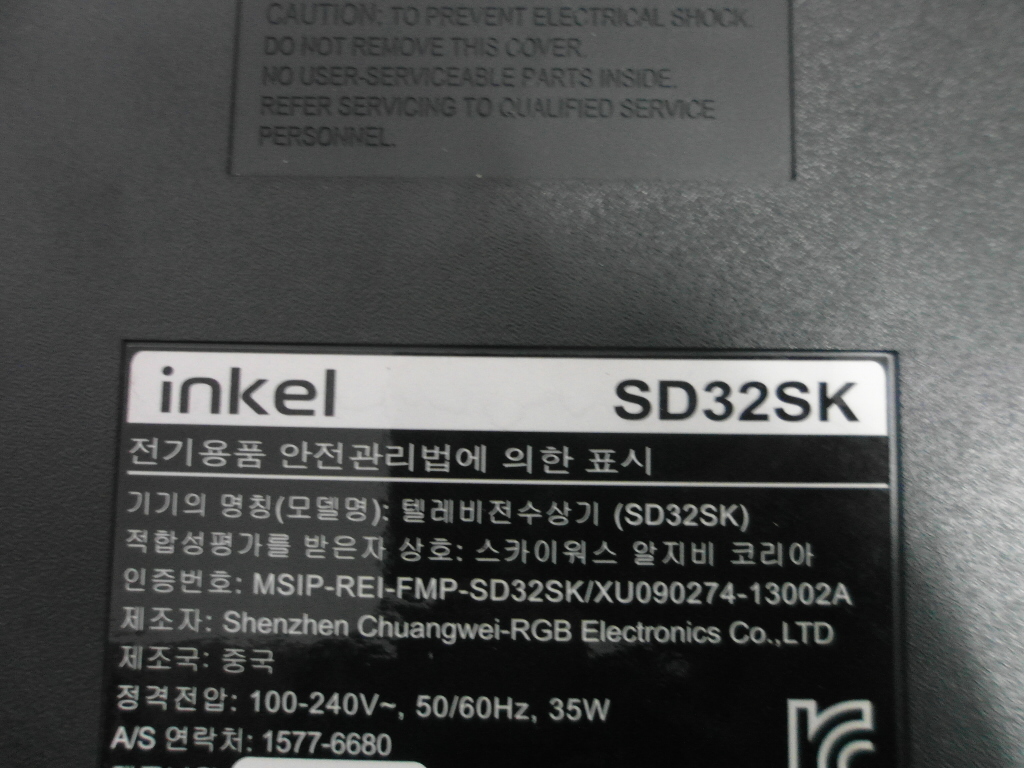 CAUTION: TO PREVENT ELECTRICAL SHOCK.
DO NOT REMOVE THIS COVER.
NO USER-SERVICEABLE PARTS INSIDE.
REFER SERVICING TO QUALIFIED SERVICE
PERSONNEL.
inkel SD32SK
전기용품 안전관리법에 의한 표시
기기의 명칭(모델명): 텔레비전수상기 (SD32SK)
적합성평가를 받은자 상호: 스카이워스 알지비 코리아
인증번호: MSIP-REI-FMP-SD32SK/XU090274-13002A
제조자: Shenzhen Chuangwei-RGB Electronics Co.,LTD
제조국: 중국
정격전압: 100-240V~, 50/60Hz, 35W
A/S 연락처: 1577-6680